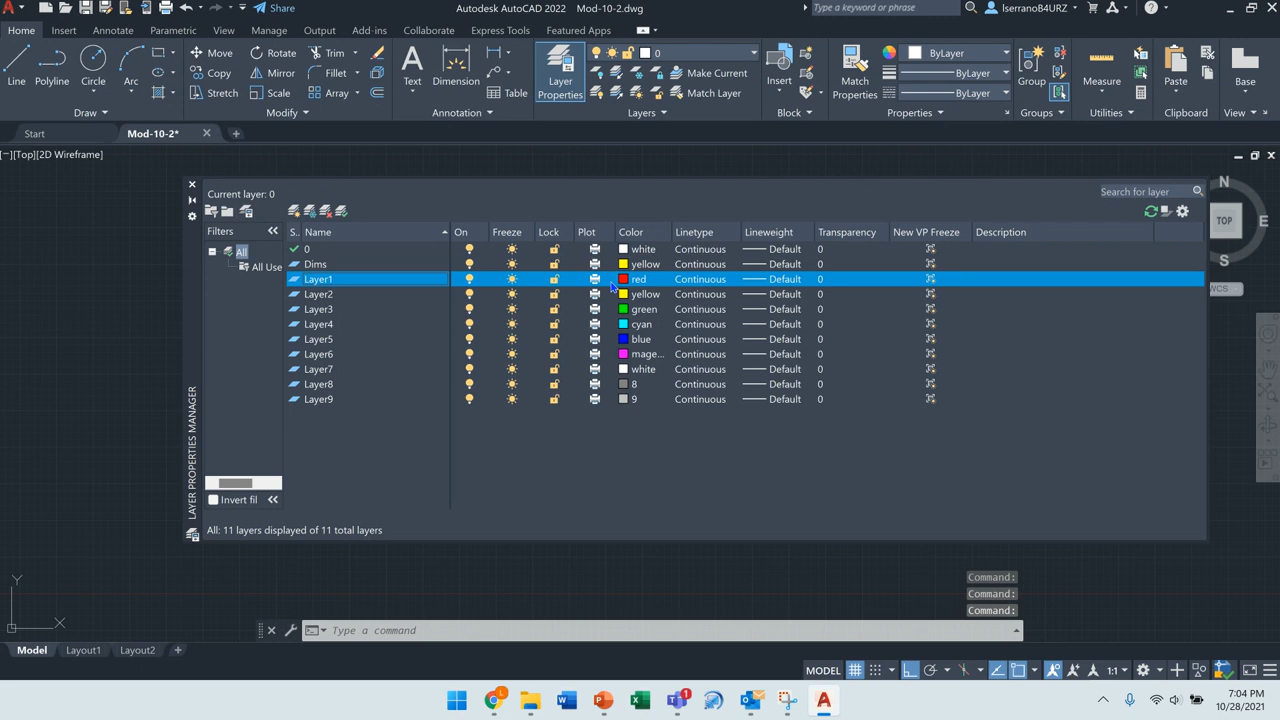 Share
Autodesk AutoCAD 2022 Mod-10-2.dwg
Type a keyword or phrase
lserranoB4URZ
Home Insert Annotate Parametric View Manage Output Add-ins Collaborate Express Tools Featured Apps
Line Polyline Circle Arc
Move Rotate Trim
Copy Mirror Fillet
Stretch Scale Array
Text Dimension
Table
Layer Properties
0
Make Current
Match Layer
Insert
Match Properties
ByLayer
ByLayer
ByLayer
Group
Measure
Paste
Base
Draw Modify Annotation Layers Block Properties Groups Utilities Clipboard View
Start Mod-10-2*
[−][Top][2D Wireframe]
N
TOP
S
WCS
Current layer: 0
Search for layer
Filters
All
All Use
Invert fil
LAYER PROPERTIES MANAGER
S.. Name On Freeze Lock Plot Color Linetype Lineweight Transparency New VP Freeze Description
0 white Continuous Default 0
Dims yellow Continuous Default 0
Layer1 red Continuous Default 0
Layer2 yellow Continuous Default 0
Layer3 green Continuous Default 0
Layer4 cyan Continuous Default 0
Layer5 blue Continuous Default 0
Layer6 mage... Continuous Default 0
Layer7 white Continuous Default 0
Layer8 8 Continuous Default 0
Layer9 9 Continuous Default 0
All: 11 layers displayed of 11 total layers
Y
X
Command:
Command:
Command:
Type a command
Model Layout1 Layout2
MODEL
1:1
7:04 PM
10/28/2021